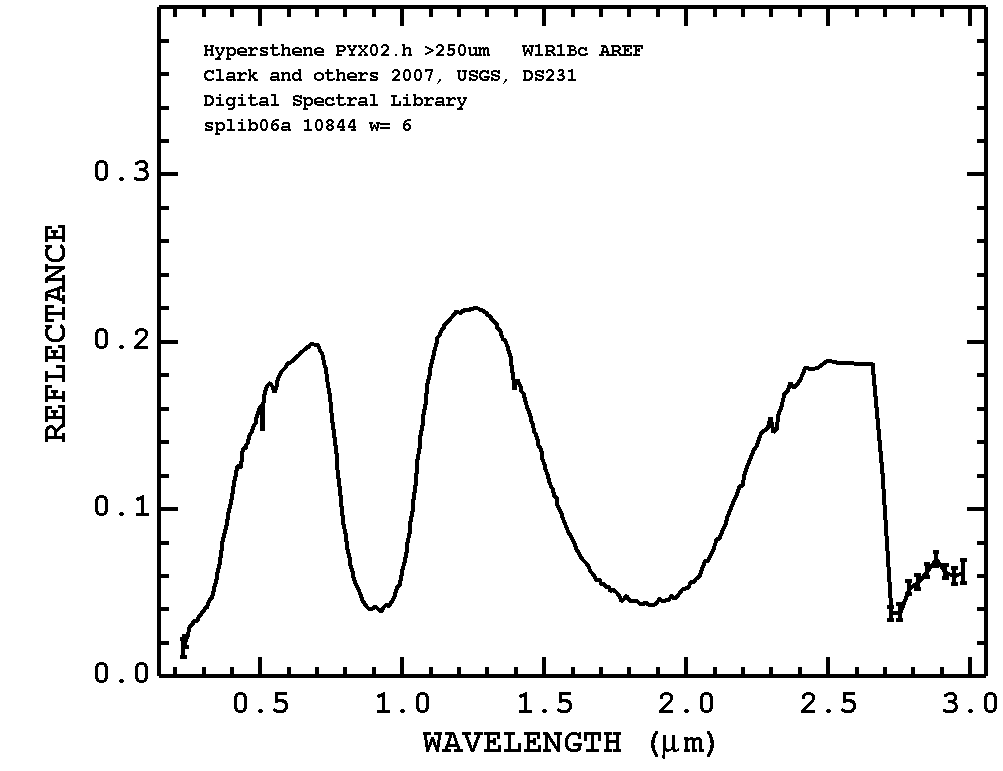 Hypersthene PYX02.h >250um W1R1Bc AREF
Clark and others 2007, USGS, DS231
Digital Spectral Library
splib06a 10844 w= 6
REFLECTANCE
0.3
0.2
0.1
0.0
0.5 1.0 1.5 2.0 2.5 3.0
WAVELENGTH (μm)